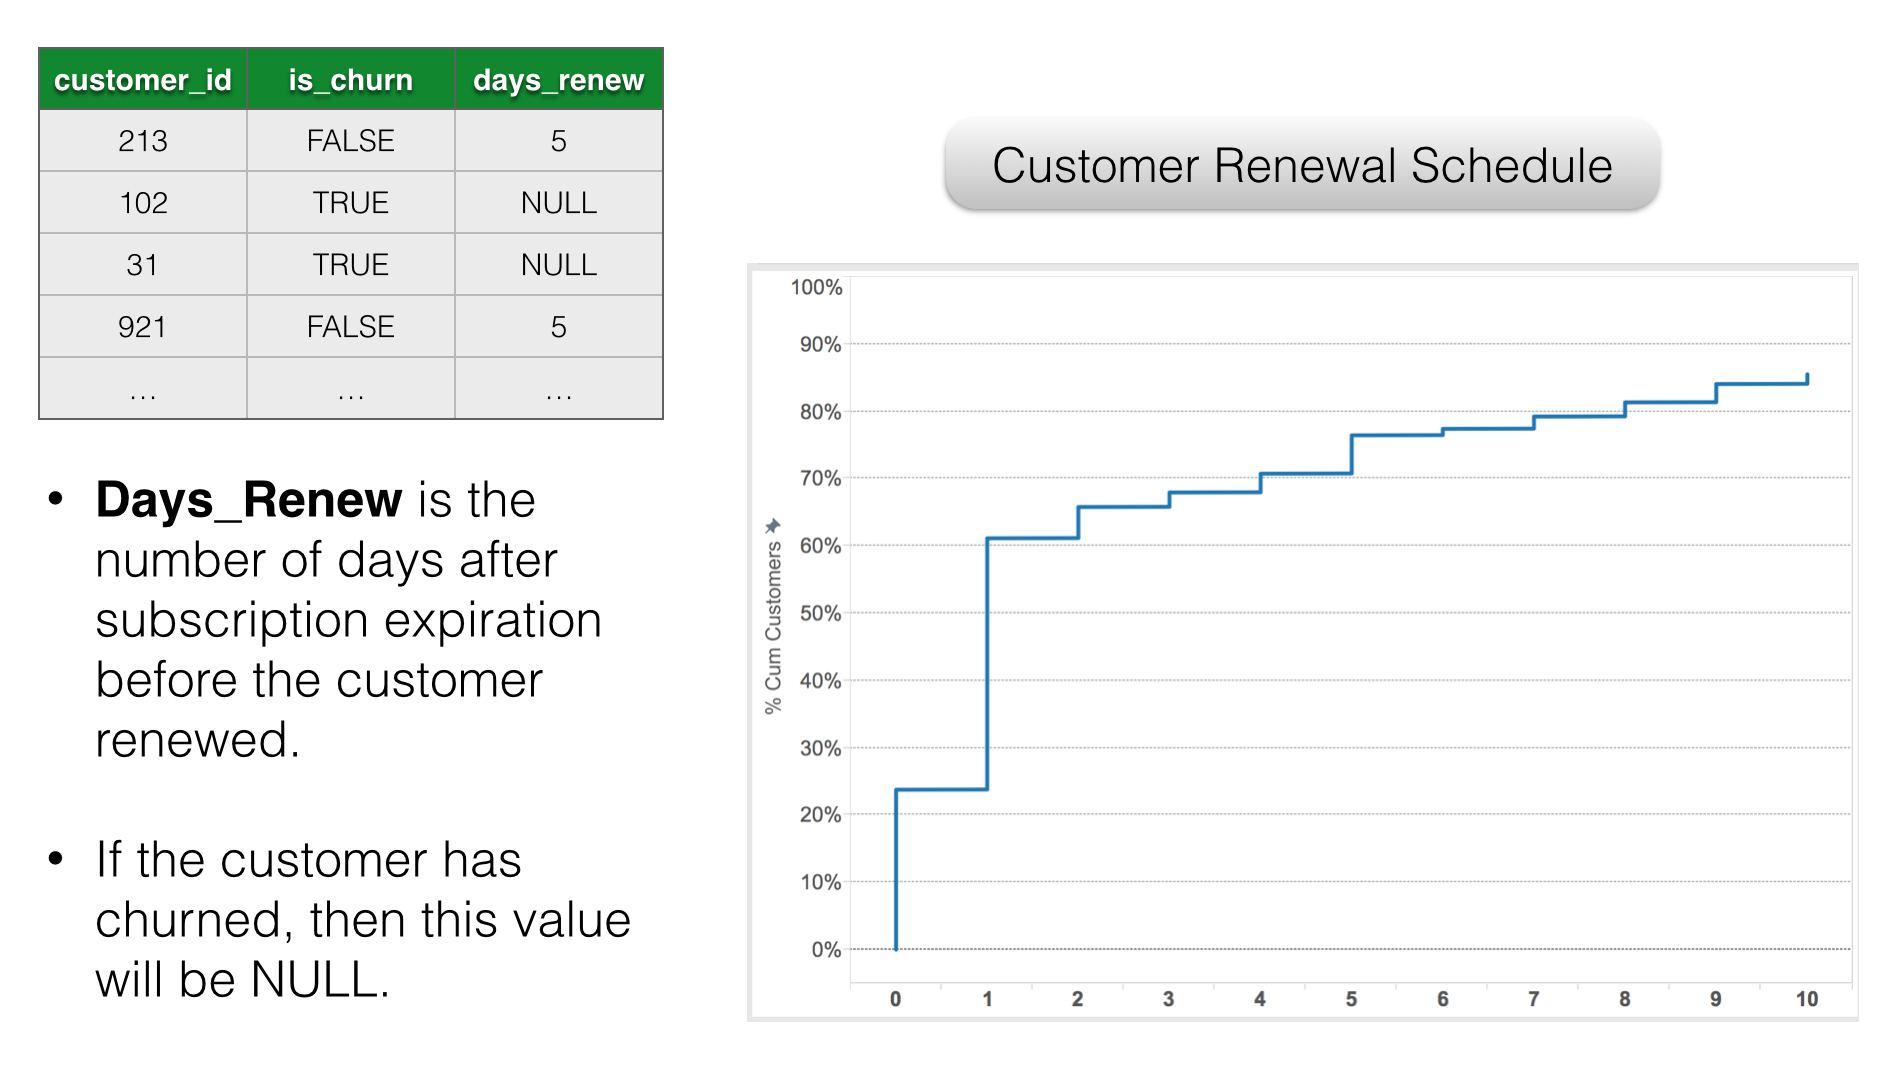 customer_id is_churn days_renew
213 FALSE 5
102 TRUE NULL
31 TRUE NULL
921 FALSE 5
… … …
• Days_Renew is the
number of days after
subscription expiration
before the customer
renewed.
• If the customer has
churned, then this value
will be NULL.
Customer Renewal Schedule
% Cum Customers
100%
90%
80%
70%
60%
50%
40%
30%
20%
10%
0%
0 1 2 3 4 5 6 7 8 9 10